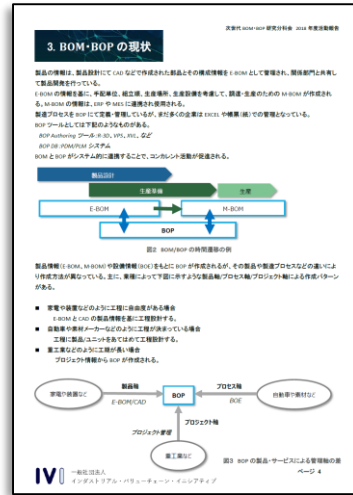 次世代 BOM・BOP 研究分科会 2018 年度活動報告
3. BOM・BOP の現状
製品の情報は、製品設計にて CAD などで作成された部品とその構成情報を E-BOM として管理され、関係部門と共有し
て製品開発を行っている。
E-BOM の情報を基に、手配単位、組立順、生産場所、生産設備を考慮して、調達・生産のための M-BOM が作成され
る。M-BOM の情報は、ERP や MES に連携され使用される。
製造プロセスを BOP にて定義・管理しているが、まだ多くの企業は EXCEL や帳票(紙)での管理となっている。
BOP ツールとしては下記のようなものがある。
BOP Authoring ツール:R-3D、VPS、JIVL、など
BOP DB :PDM/PLM システム
BOM と BOP がシステム的に連携することで、コンカレント活動が促進される。
製品設計
生産準備
生産
E-BOM
M-BOM
BOP
図2 BOM/BOP の時間遷移の例
製品情報(E-BOM、M-BOM)や設備情報(BOE)をもとに BOP が作成されるが、その製品や製造プロセスなどの違いによ
り作成方法が異なっている。主に、業種によって下図に示すような製品軸/プロセス軸/プロジェクト軸による作成パターン
がある。
■ 家電や装置などのように工程に自由度がある場合
E-BOM と CAD の製品情報を基に工程設計する。
■ 自動車や素材メーカーなどのように工程が決まっている場合
工程に製品/ユニットをあてはめて工程設計する。
■ 重工業などのように工期が長い場合
プロジェクト情報から BOP が作成される。
家電や装置など
製品軸
E-BOM/CAD
BOP
プロセス軸
BOE
自動車や素材など
プロジェクト軸
プロジェクト管理
重工業など
図3 BOP の製品・サービスによる管理軸の差
IVI 一般社団法人
インダストリアル・バリューチェーン・イニシアティブ
ページ 4